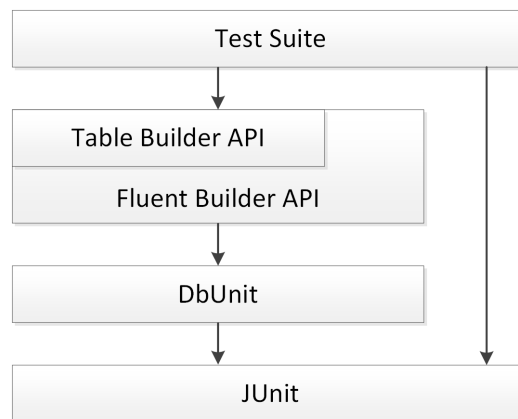 Test Suite
Table Builder API
Fluent Builder API
DbUnit
JUnit